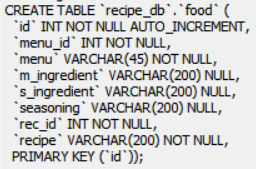 CREATE TABLE `recipe_db`.`food` (
`id` INT NOT NULL AUTO_INCREMENT,
`menu_id` INT NOT NULL,
`menu` VARCHAR(45) NOT NULL,
`m_ingredient` VARCHAR(200) NULL,
`s_ingredient` VARCHAR(200) NULL,
`seasoning` VARCHAR(200) NULL,
`rec_id` INT NOT NULL,
`recipe` VARCHAR(200) NOT NULL,
PRIMARY KEY (`id`));